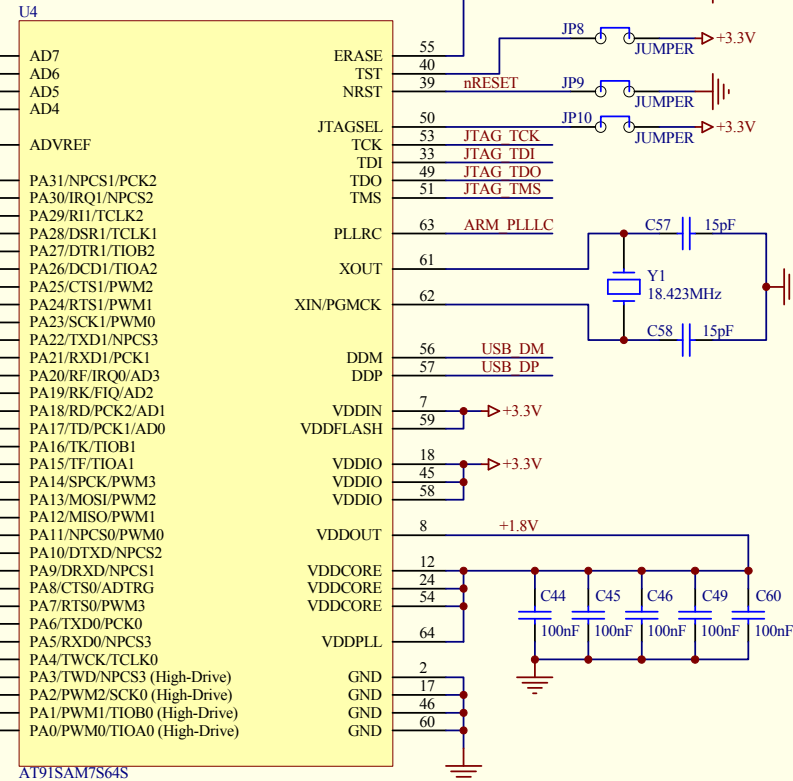 U4
AD7
AD6
AD5
AD4
ADVREF
PA31/NPCS1/PCK2
PA30/IRQ1/NPCS2
PA29/RI1/TCLK2
PA28/DSR1/TCLK1
PA27/DTR1/TIOB2
PA26/DCD1/TIOA2
PA25/CTS1/PWM2
PA24/RTS1/PWM1
PA23/SCK1/PWM0
PA22/TXD1/NPCS3
PA21/RXD1/PCK1
PA20/RF/IRQ0/AD3
PA19/RK/FIQ/AD2
PA18/RD/PCK2/AD1
PA17/TD/PCK1/AD0
PA16/TK/TIOB1
PA15/TF/TIOA1
PA14/SPCK/PWM3
PA13/MOSI/PWM2
PA12/MISO/PWM1
PA11/NPCS0/PWM0
PA10/DTXD/NPCS2
PA9/DRXD/NPCS1
PA8/CTS0/ADTRG
PA7/RTS0/PWM3
PA6/TXD0/PCK0
PA5/RXD0/NPCS3
PA4/TWCK/TCLK0
PA3/TWD/NPCS3 (High-Drive)
PA2/PWM2/SCK0 (High-Drive)
PA1/PWM1/TIOB0 (High-Drive)
PA0/PWM0/TIOA0 (High-Drive)
AT91SAM7S64S
ERASE 55
TST 40
NRST 39 nRESET
JTAGSEL 50
TCK 53 JTAG_TCK
TDI 33 JTAG_TDI
TDO 49 JTAG_TDO
TMS 51 JTAG_TMS
PLLRC 63 ARM_PLLLC
XOUT 61
XIN/PGMCK 62
DDM 56 USB_DM
DDP 57 USB_DP
VDDIN 7 +3.3V
VDDFLASH 59
VDDIO 18 +3.3V
VDDIO 45
VDDIO 58
VDDOUT 8 +1.8V
VDDCORE 12
VDDCORE 24
VDDCORE 54
VDDPLL 64
GND 2
GND 17
GND 46
GND 60
JP8 JUMPER +3.3V
JP9 JUMPER
JP10 JUMPER +3.3V
C57 15pF
Y1
18.423MHz
C58 15pF
C44 C45 C46 C49 C60
100nF 100nF 100nF 100nF 100nF